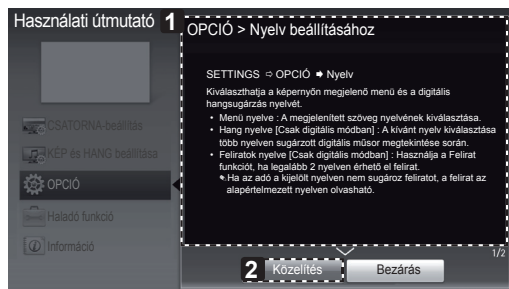 Használati útmutató
1
OPCIÓ > Nyelv beállításához
SETTINGS ⇨ OPCIÓ ➡ Nyelv
Kiválaszthatja a képernyőn megjelenő menü és a digitális
hangsugárzás nyelvét.
• Menü nyelve : A megjelenített szöveg nyelvének kiválasztása.
• Hang nyelve [Csak digitális módban] : A kívánt nyelv kiválasztása
több nyelven sugárzott digitális műsor megtekintése során.
• Feliratok nyelve [Csak digitális módban] : Használja a Felirat
funkciót, ha legalább 2 nyelven érhető el felirat.
Ha az adó a kijelölt nyelven nem sugároz feliratot, a felirat az
alapértelmezett nyelven olvasható.
CSATORNA-beállítás
KÉP és HANG beállítása
OPCIÓ
Haladó funkció
Információ
1/2
2
Közelítés
Bezárás